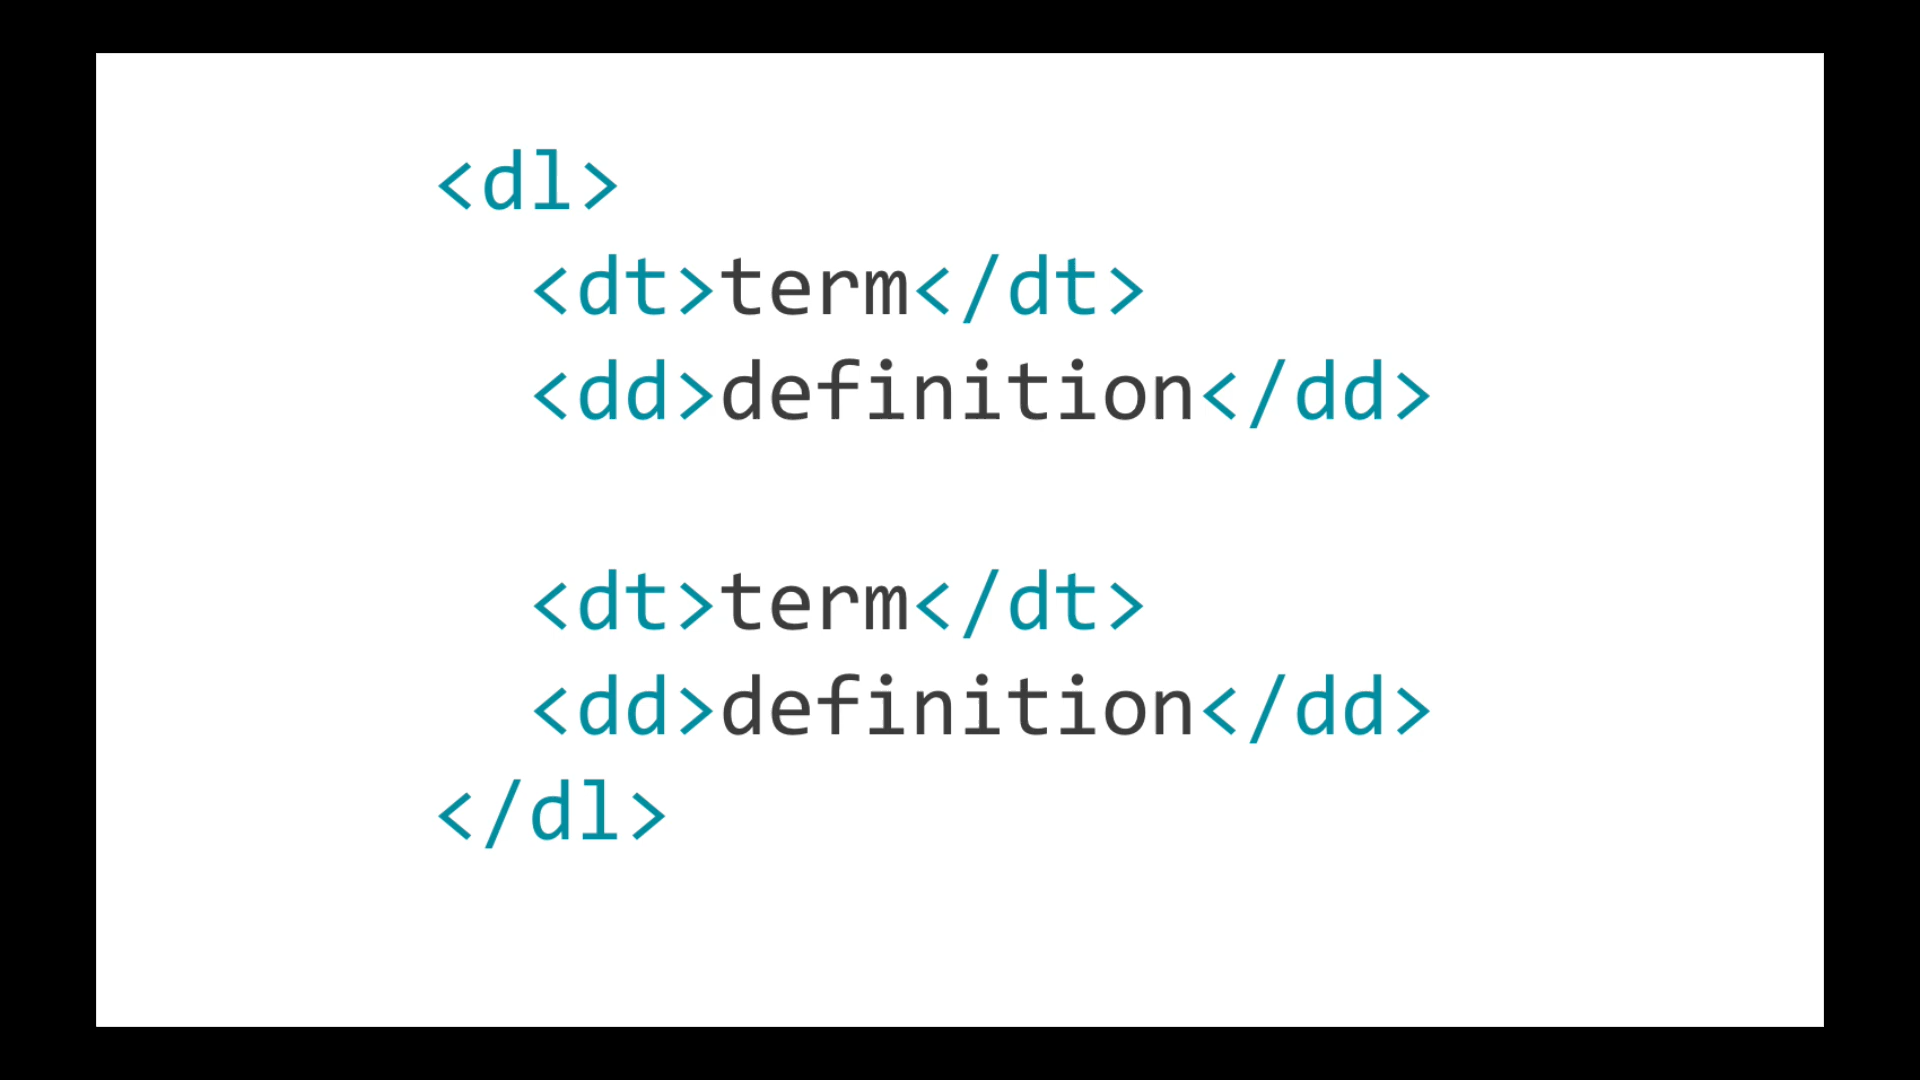 <dl>
  <dt>term</dt>
  <dd>definition</dd>

  <dt>term</dt>
  <dd>definition</dd>
</dl>